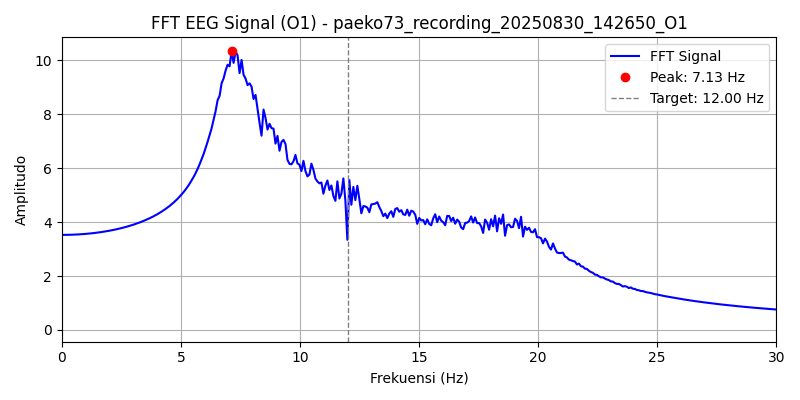 FFT EEG Signal (O1) - paeko73_recording_20250830_142650_O1
FFT Signal
Peak: 7.13 Hz
Target: 12.00 Hz
Amplitudo
10
8
6
4
2
0
0 5 10 15 20 25 30
Frekuensi (Hz)